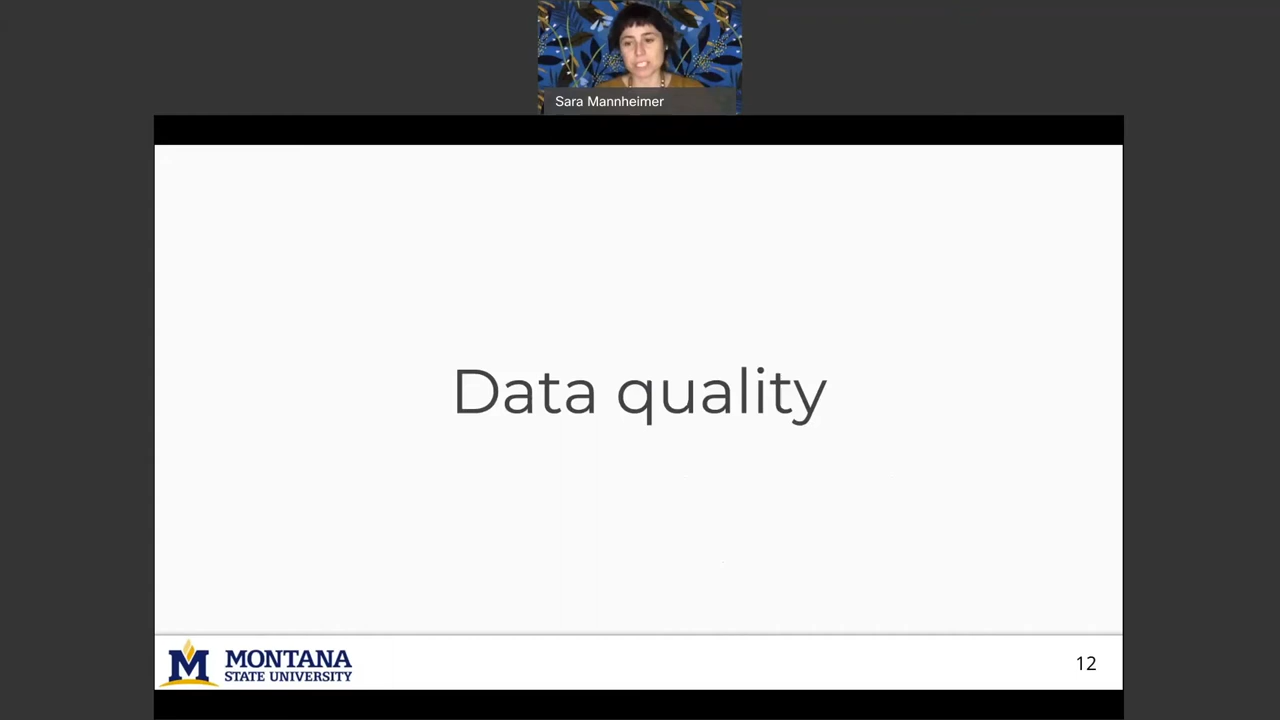 Sara Mannheimer
Data quality
M MONTANA
STATE UNIVERSITY
12